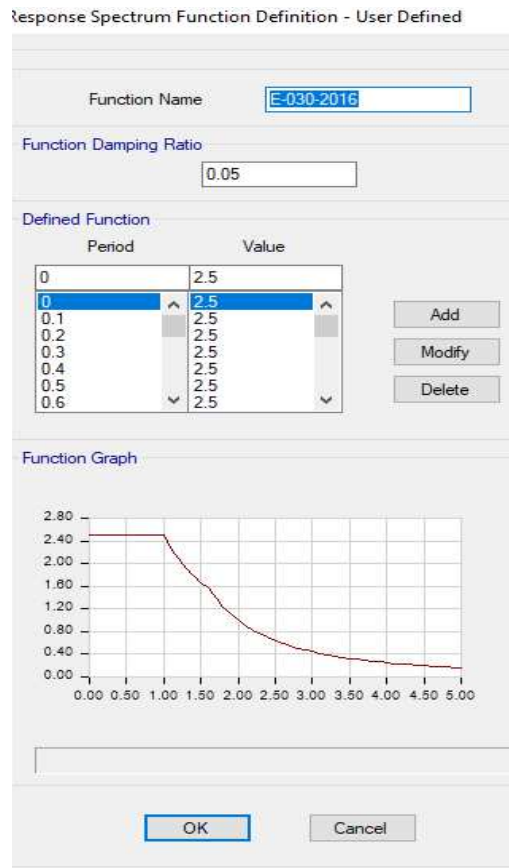 Response Spectrum Function Definition - User Defined
Function Name E-030-2016
Function Damping Ratio
0.05
Defined Function
Period Value
0 2.5
0 2.5
0.1 2.5
0.2 2.5
0.3 2.5
0.4 2.5
0.5 2.5
0.6 2.5
Add
Modify
Delete
Function Graph
2.80
2.40
2.00
1.60
1.20
0.80
0.40
0.00
0.00 0.50 1.00 1.50 2.00 2.50 3.00 3.50 4.00 4.50 5.00
OK Cancel